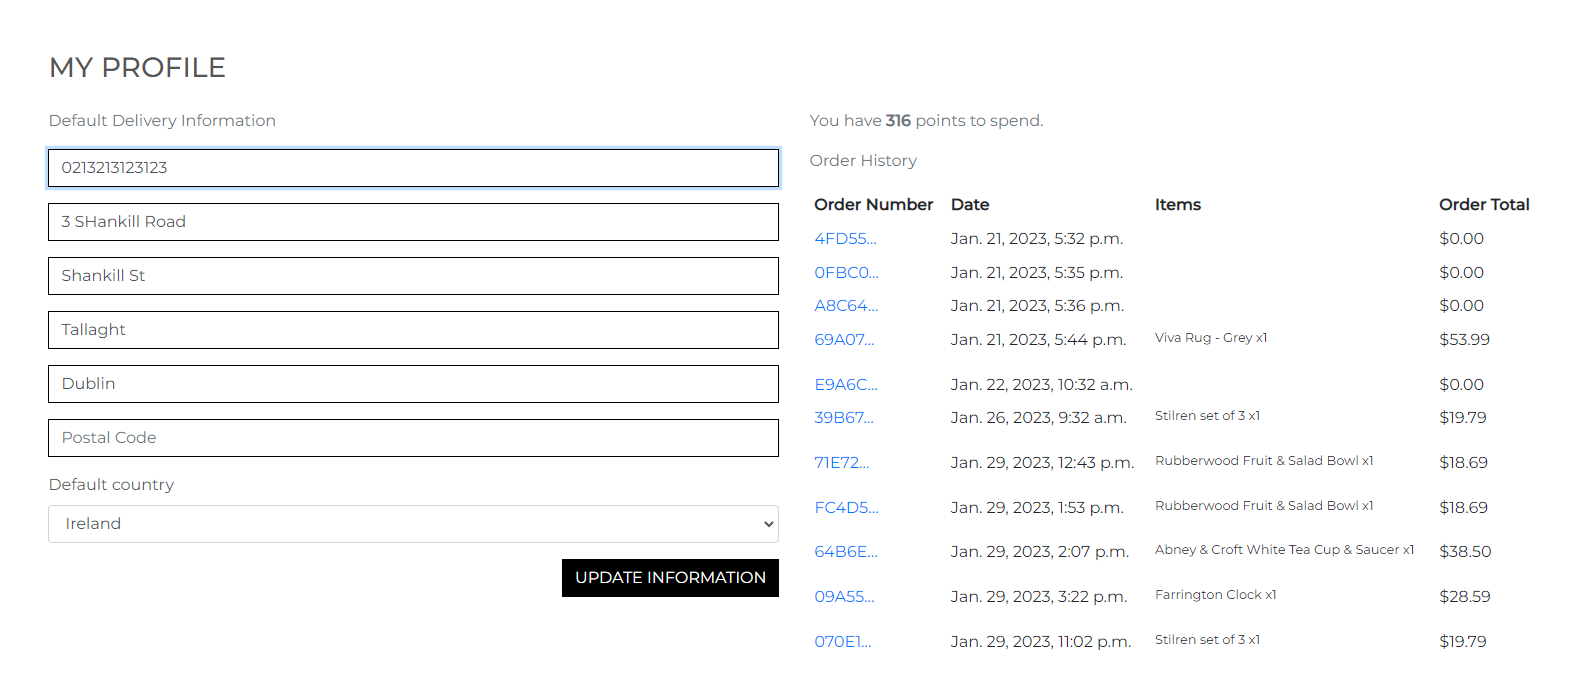 MY PROFILE
Default Delivery Information
0213213123123
3 SHankill Road
Shankill St
Tallaght
Dublin
Postal Code
Default country
Ireland
UPDATE INFORMATION
You have 316 points to spend.
Order History
Order Number Date Items Order Total
4FD55... Jan. 21, 2023, 5:32 p.m. $0.00
0FBC0... Jan. 21, 2023, 5:35 p.m. $0.00
A8C64... Jan. 21, 2023, 5:36 p.m. $0.00
69A07... Jan. 21, 2023, 5:44 p.m. Viva Rug - Grey x1 $53.99
E9A6C... Jan. 22, 2023, 10:32 a.m. $0.00
39B67... Jan. 26, 2023, 9:32 a.m. Stilren set of 3 x1 $19.79
71E72... Jan. 29, 2023, 12:43 p.m. Rubberwood Fruit & Salad Bowl x1 $18.69
FC4D5... Jan. 29, 2023, 1:53 p.m. Rubberwood Fruit & Salad Bowl x1 $18.69
64B6E... Jan. 29, 2023, 2:07 p.m. Abney & Croft White Tea Cup & Saucer x1 $38.50
09A55... Jan. 29, 2023, 3:22 p.m. Farrington Clock x1 $28.59
070E1... Jan. 29, 2023, 11:02 p.m. Stilren set of 3 x1 $19.79